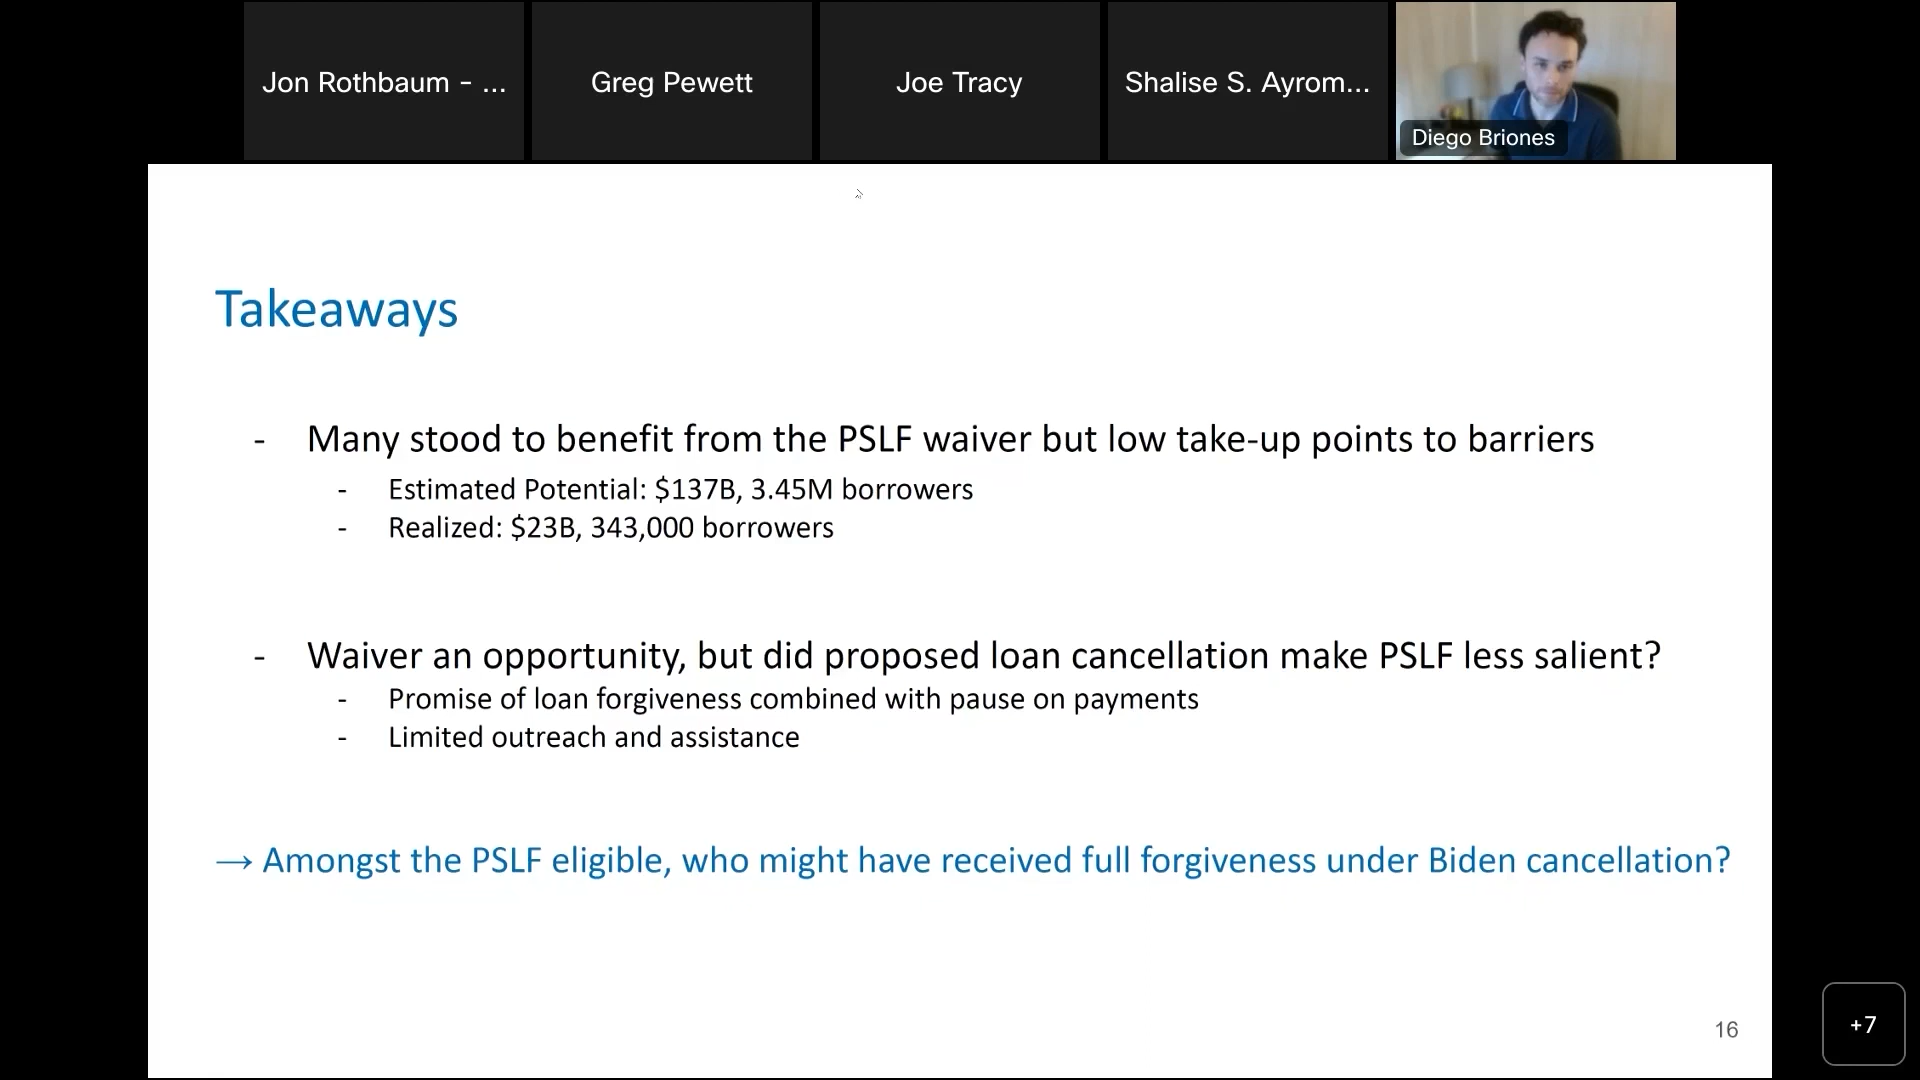 Jon Rothbaum - ...
Greg Pewett
Joe Tracy
Shalise S. Ayrom...
Diego Briones
Takeaways
- Many stood to benefit from the PSLF waiver but low take-up points to barriers
- Estimated Potential: $137B, 3.45M borrowers
- Realized: $23B, 343,000 borrowers
- Waiver an opportunity, but did proposed loan cancellation make PSLF less salient?
- Promise of loan forgiveness combined with pause on payments
- Limited outreach and assistance
→ Amongst the PSLF eligible, who might have received full forgiveness under Biden cancellation?
16
+7